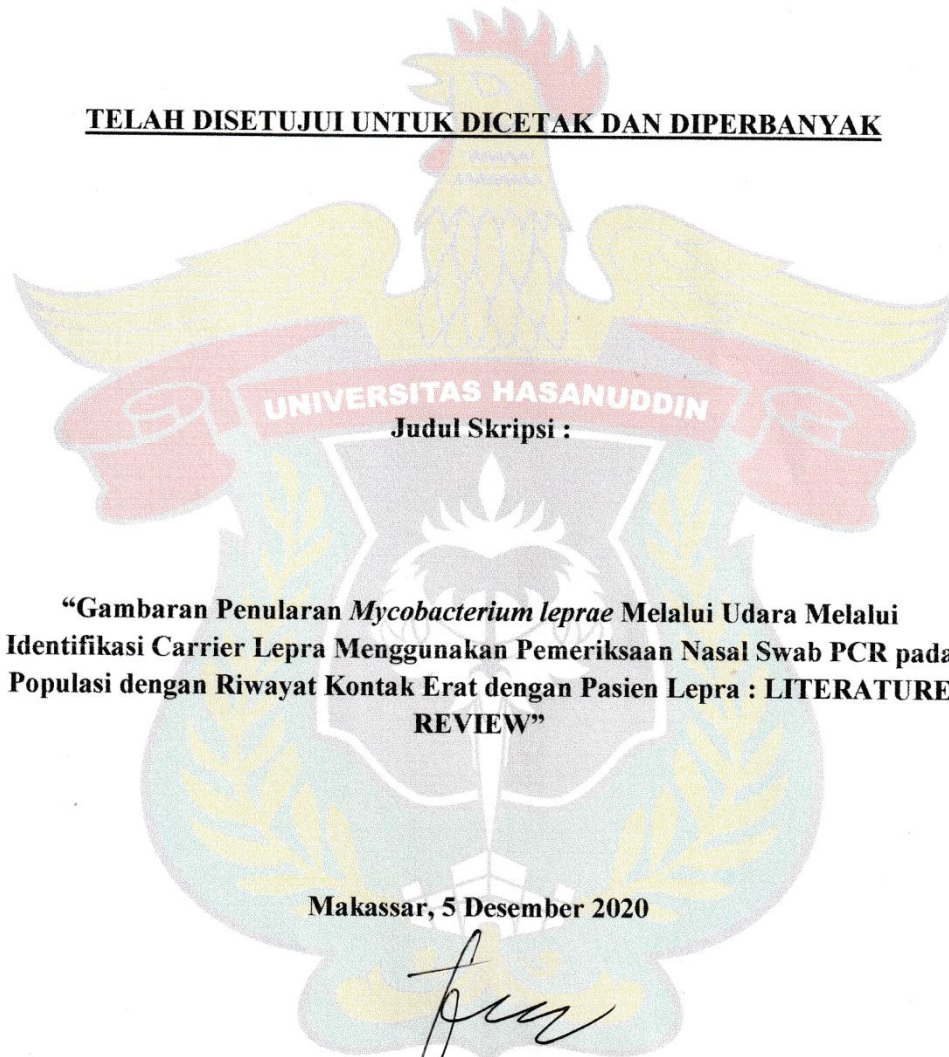 TELAH DISETUJUI UNTUK DICETAK DAN DIPERBANYAK
UNIVERSITAS HASANUDDIN
Judul Skripsi :
“Gambaran Penularan Mycobacterium leprae Melalui Udara Melalui
Identifikasi Carrier Lepra Menggunakan Pemeriksaan Nasal Swab PCR pada
Populasi dengan Riwayat Kontak Erat dengan Pasien Lepra : LITERATURE
REVIEW”
Makassar, 5 Desember 2020